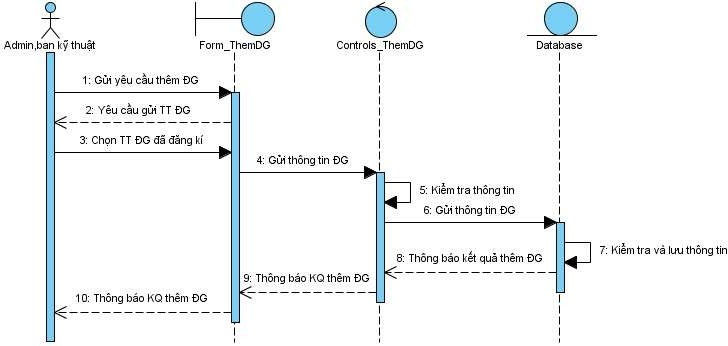 Admin,ban kỹ thuật
Form_ThemDG
Controls_ThemDG
Database
1: Gửi yêu cầu thêm ĐG
2: Yêu cầu gửi TT ĐG
3: Chọn TT ĐG đã đăng kí
4: Gửi thông tin ĐG
5: Kiểm tra thông tin
6: Gửi thông tin ĐG
7: Kiểm tra và lưu thông tin
8: Thông báo kết quả thêm ĐG
9: Thông báo KQ thêm ĐG
10: Thông báo KQ thêm ĐG